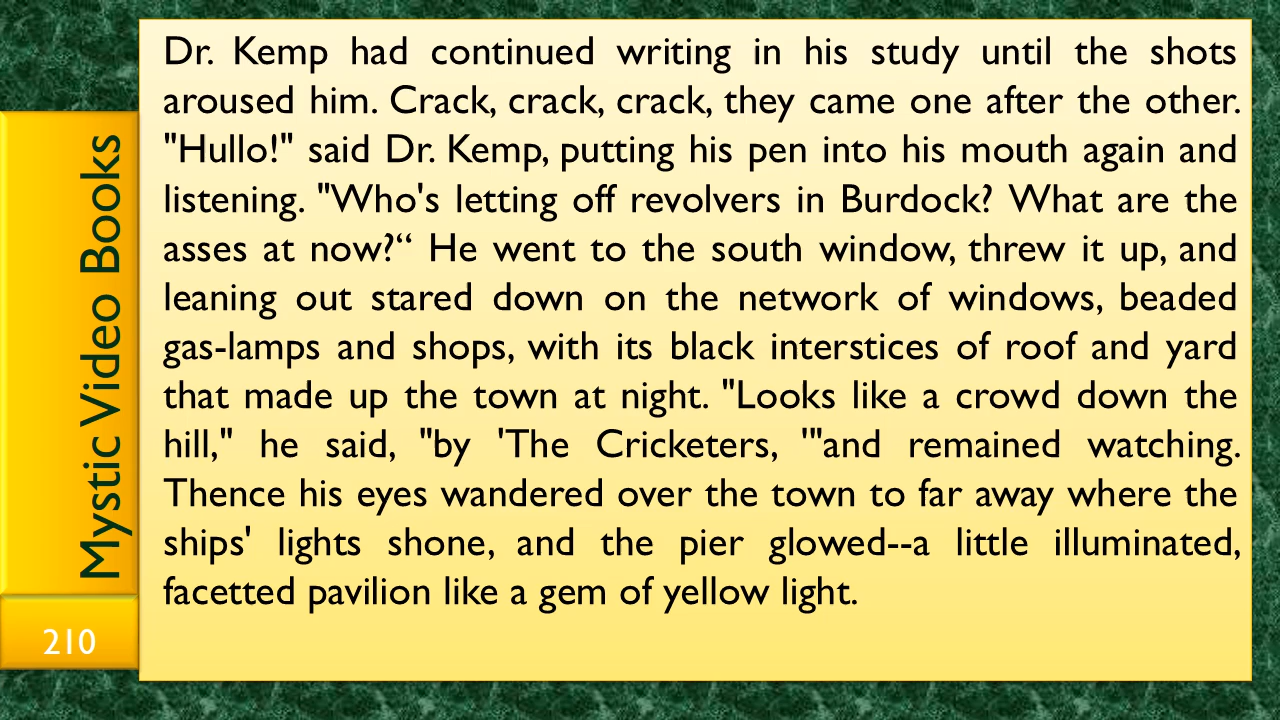 Dr. Kemp had continued writing in his study until the shots
aroused him. Crack, crack, crack, they came one after the other.
"Hullo!" said Dr. Kemp, putting his pen into his mouth again and
listening. "Who's letting off revolvers in Burdock? What are the
asses at now?“ He went to the south window, threw it up, and
leaning out stared down on the network of windows, beaded
gas-lamps and shops, with its black interstices of roof and yard
that made up the town at night. "Looks like a crowd down the
hill," he said, "by 'The Cricketers, '"and remained watching.
Thence his eyes wandered over the town to far away where the
ships' lights shone, and the pier glowed--a little illuminated,
facetted pavilion like a gem of yellow light.
Mystic Video Books
210